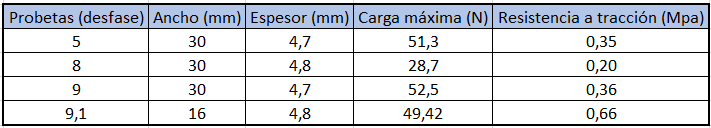 Probetas (desfase) Ancho (mm) Espesor (mm) Carga máxima (N) Resistencia a tracción (Mpa)
5 30 4,7 51,3 0,35
8 30 4,8 28,7 0,20
9 30 4,7 52,5 0,36
9,1 16 4,8 49,42 0,66